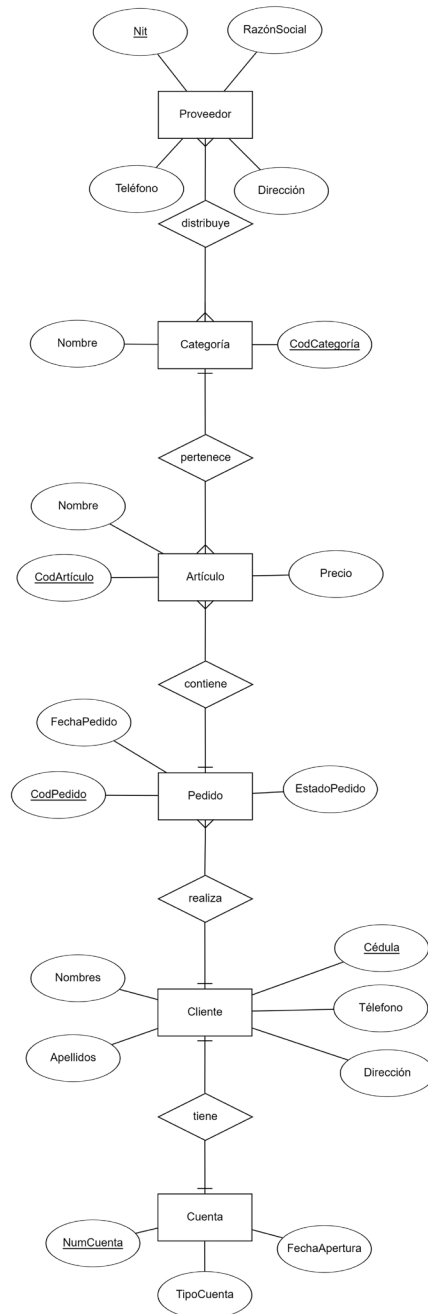 Nit
RazónSocial
Proveedor
Teléfono
Dirección
distribuye
Nombre
Categoría
CodCategoría
pertenece
Nombre
CodArtículo
Artículo
Precio
contiene
FechaPedido
CodPedido
Pedido
EstadoPedido
realiza
Cédula
Nombres
Cliente
Télefono
Apellidos
Dirección
tiene
NumCuenta
Cuenta
FechaApertura
TipoCuenta